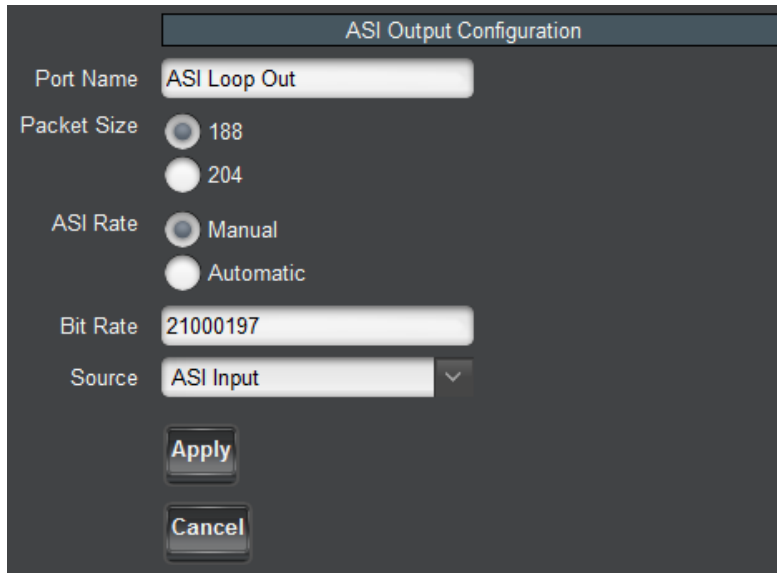 ASI Output Configuration
Port Name ASI Loop Out
Packet Size 188
204
ASI Rate Manual
Automatic
Bit Rate 21000197
Source ASI Input
Apply
Cancel